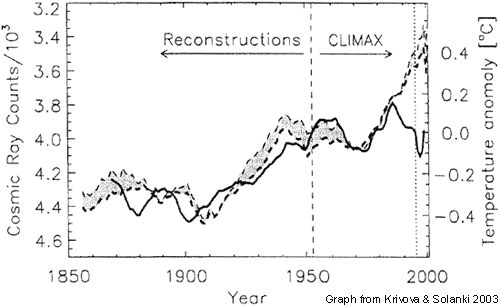 Reconstructions
CLIMAX
Cosmic Ray Counts/10³
3.2
3.4
3.6
3.8
4.0
4.2
4.4
4.6
0.4
0.2
0.0
−0.2
−0.4
Temperature anomaly [°C]
1850
1900
1950
2000
Year
Graph from Krivova & Solanki 2003